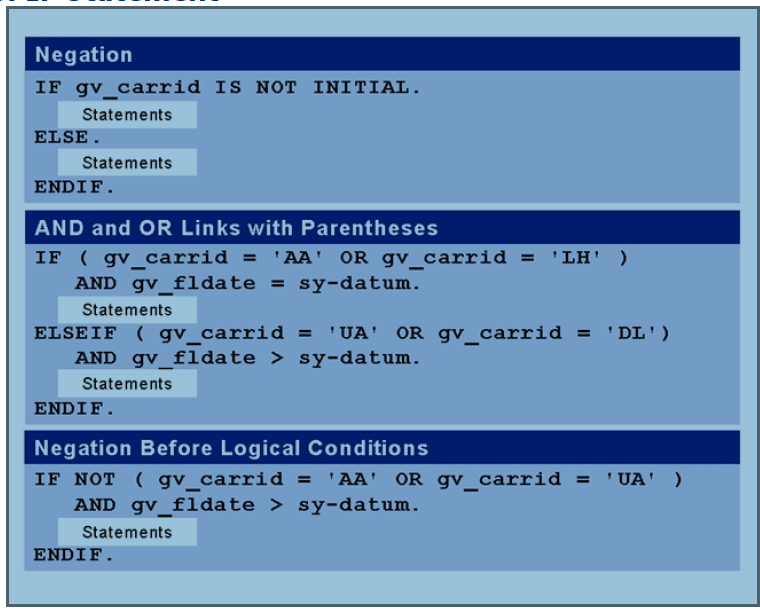 Negation
IF gv_carrid IS NOT INITIAL.
Statements
ELSE.
Statements
ENDIF.
AND and OR Links with Parentheses
IF ( gv_carrid = 'AA' OR gv_carrid = 'LH' )
AND gv_fldate = sy-datum.
Statements
ELSEIF ( gv_carrid = 'UA' OR gv_carrid = 'DL')
AND gv_fldate > sy-datum.
Statements
ENDIF.
Negation Before Logical Conditions
IF NOT ( gv_carrid = 'AA' OR gv_carrid = 'UA' )
AND gv_fldate > sy-datum.
Statements
ENDIF.